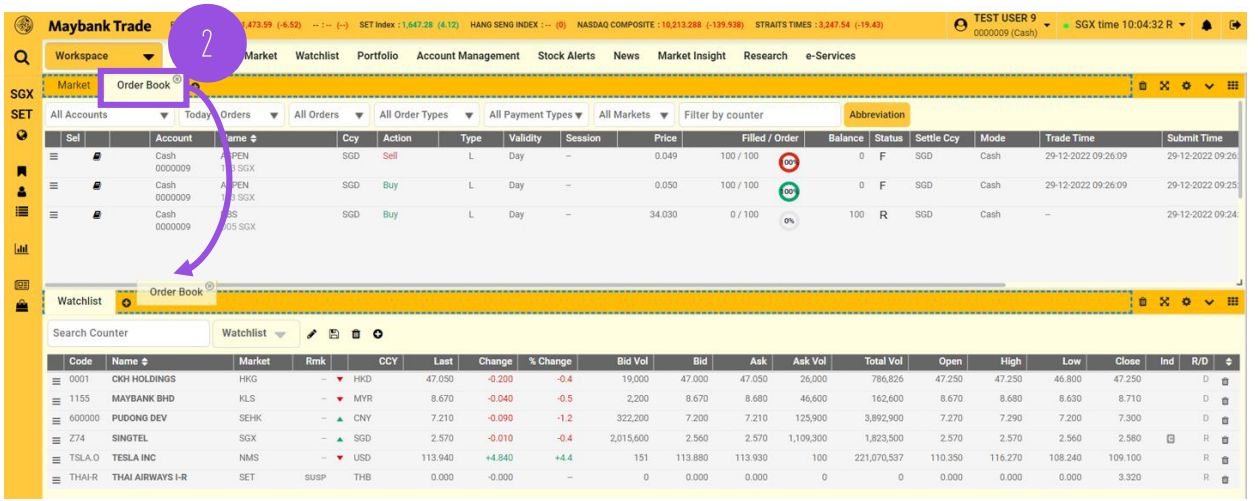 Maybank Trade
1,473.59 (-6.52) -- : -- (--) SET Index : 1,647.28 (4.12) HANG SENG INDEX : -- (0) NASDAQ COMPOSITE : 10,213.288 (-139.938) STRAITS TIMES : 3,247.54 (-19.43)
TEST USER 9
0000009 (Cash)
SGX time 10:04:32 R
2
Workspace Market Watchlist Portfolio Account Management Stock Alerts News Market Insight Research e-Services
SGX
SET
Market Order Book
All Accounts Today Orders All Orders All Order Types All Payment Types All Markets Filter by counter Abbreviation
Sel Account Name Ccy Action Type Validity Session Price Filled / Order Balance Status Settle Ccy Mode Trade Time Submit Time
Cash SGD Sell L Day – 0.049 100 / 100 100% 0 F SGD Cash 29-12-2022 09:26:09 29-12-2022 09:26:
0000009 SGX
Cash SGD Buy L Day – 0.050 100 / 100 100% 0 F SGD Cash 29-12-2022 09:26:09 29-12-2022 09:25:
0000009 SGX
Cash SGD Buy L Day – 34.030 0 / 100 0% 100 R SGD Cash – 29-12-2022 09:24:
0000009 SGX
Watchlist Order Book
Search Counter Watchlist
Code Name Market Rmk CCY Last Change % Change Bid Vol Bid Ask Ask Vol Total Vol Open High Low Close Ind R/D
0001 CKH HOLDINGS HKG – HKD 47.050 -0.200 -0.4 19,000 47.000 47.050 26,000 786,826 47.250 47.250 46.800 47.250 D
1155 MAYBANK BHD KLS – MYR 8.670 -0.040 -0.5 2,200 8.670 8.680 46,600 162,600 8.670 8.680 8.630 8.710 D
600000 PUDONG DEV SEHK – CNY 7.210 -0.090 -1.2 322,200 7.200 7.210 125,900 3,892,900 7.270 7.290 7.200 7.300 D
Z74 SINGTEL SGX – SGD 2.570 -0.010 -0.4 2,015,600 2.560 2.570 1,109,300 1,823,500 2.570 2.570 2.560 2.580 C R
TSLA.O TESLA INC NMS – USD 113.940 +4.840 +4.4 151 113.880 113.930 100 221,070,537 110.350 116.270 108.240 109.100 R
THAI-R THAI AIRWAYS I-R SET SUSP THB 0.000 -0.000 – 0 0.000 0.000 0 0 0.000 0.000 0.000 3.320 R